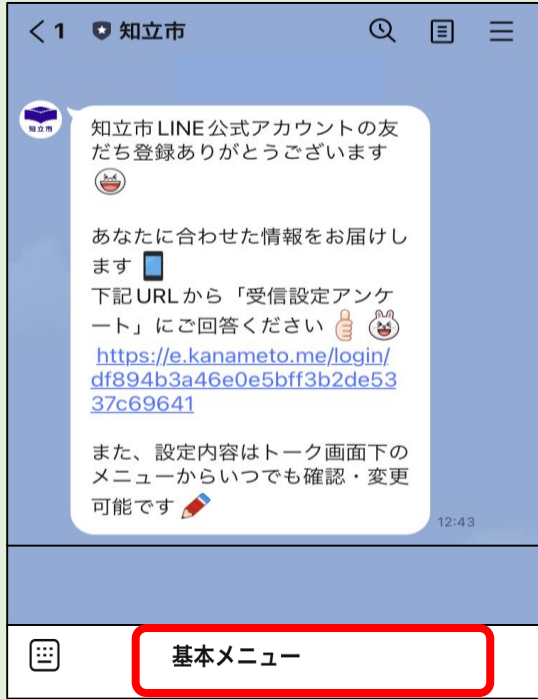 1 知立市
知立市
知立市LINE公式アカウントの友
だち登録ありがとうございます
あなたに合わせた情報をお届けし
ます
下記URLから「受信設定アンケ
ート」にご回答ください
https://e.kanameto.me/login/
df894b3a46e0e5bff3b2de53
37c69641
また、設定内容はトーク画面下の
メニューからいつでも確認・変更
可能です
12:43
基本メニュー